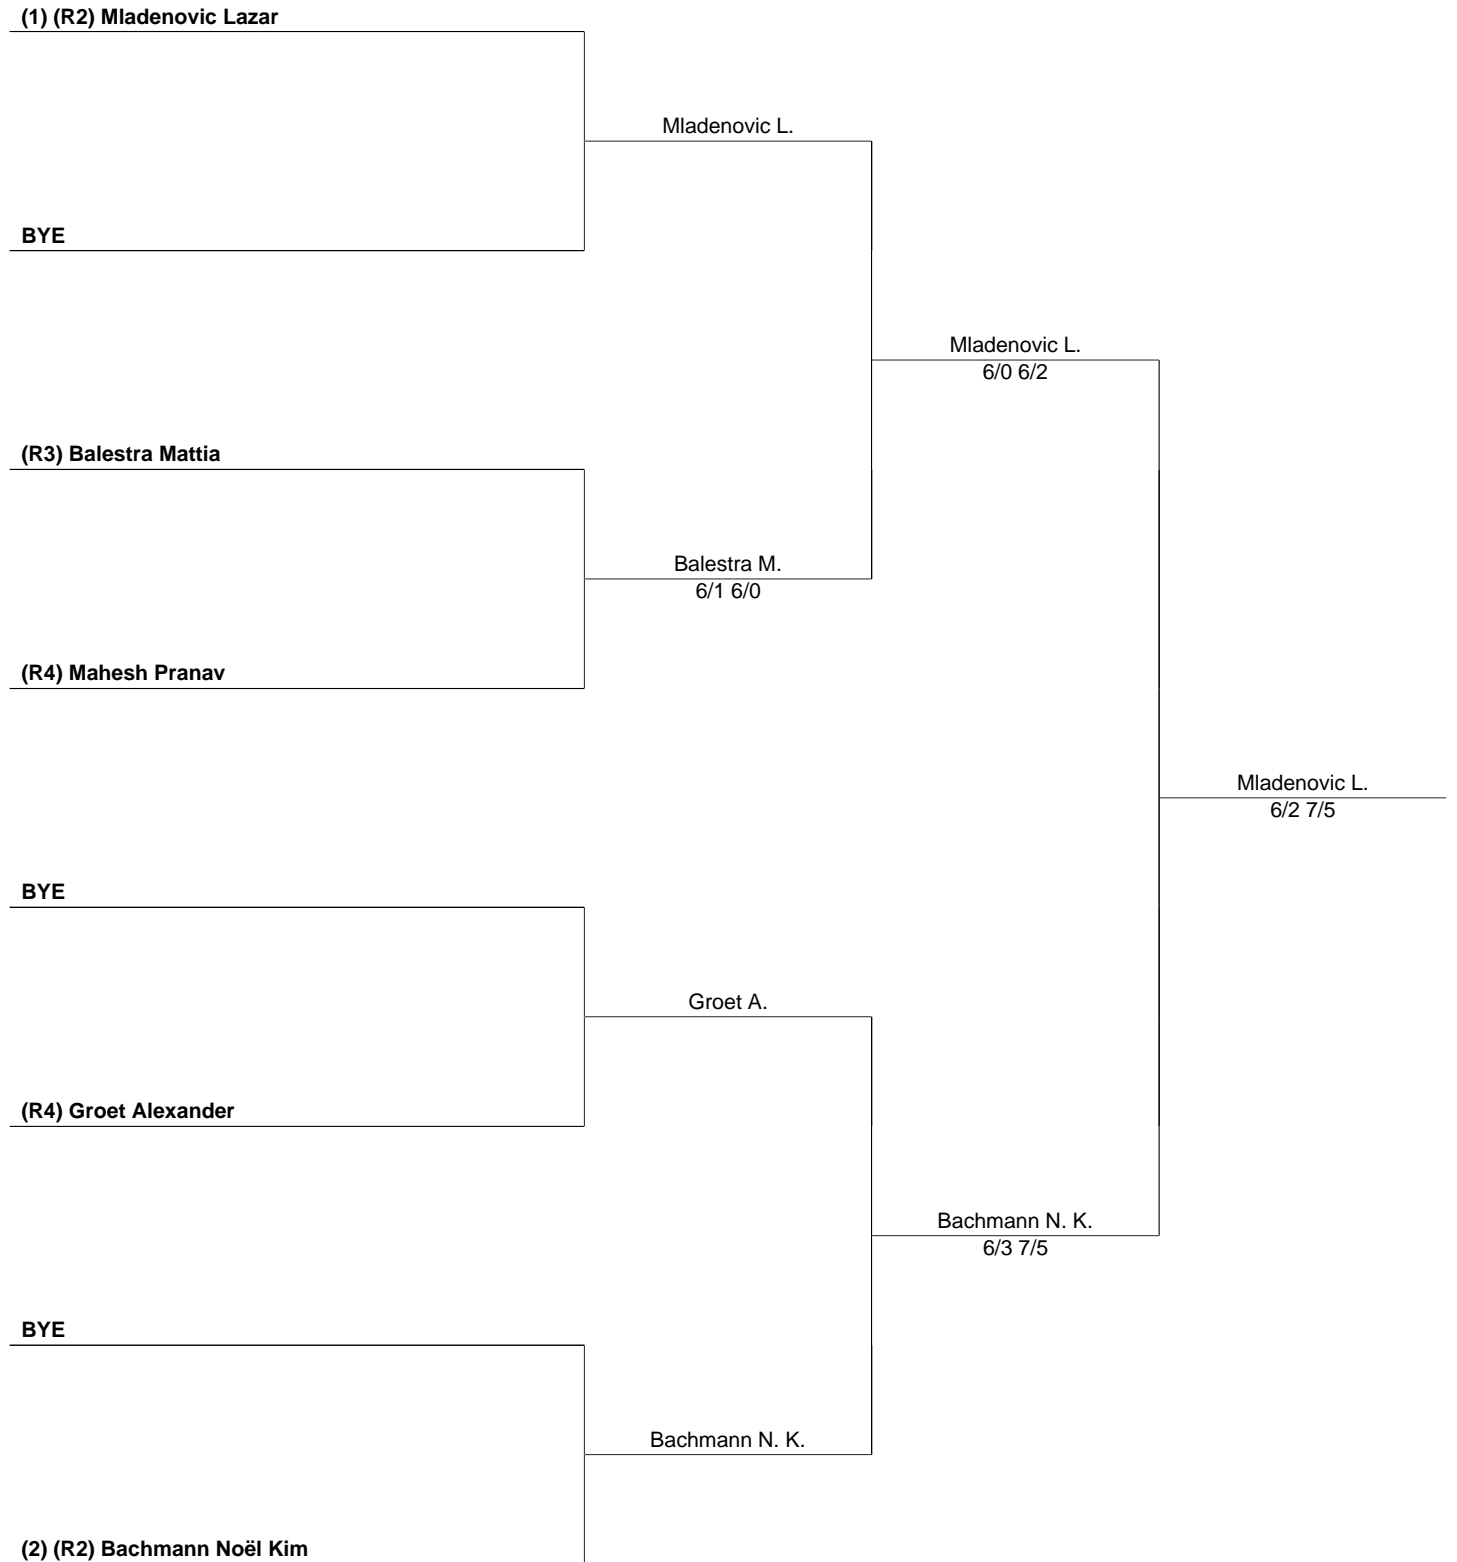 (1) (R2) Mladenovic Lazar
Mladenovic L.
BYE
Mladenovic L.
6/0 6/2
(R3) Balestra Mattia
Balestra M.
6/1 6/0
(R4) Mahesh Pranav
Mladenovic L.
6/2 7/5
BYE
Groet A.
(R4) Groet Alexander
Bachmann N. K.
6/3 7/5
BYE
Bachmann N. K.
(2) (R2) Bachmann Noël Kim